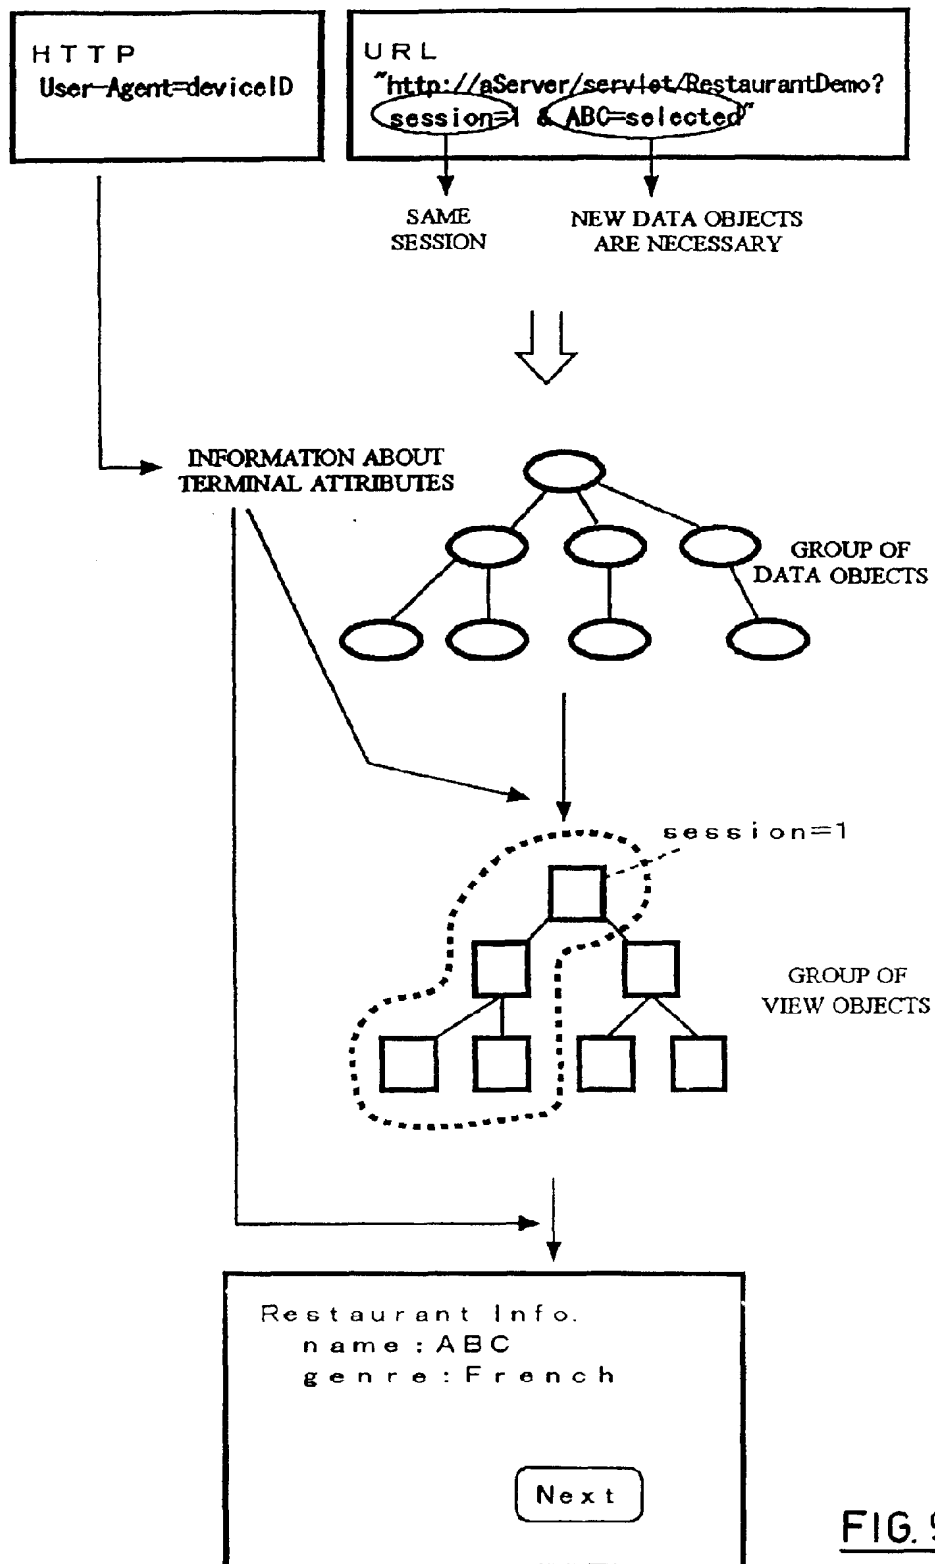 HTTP
User-Agent=deviceID
URL
"http://aServer/servlet/RestaurantDemo?
session=1 & ABC=selected"
SAME
SESSION
NEW DATA OBJECTS
ARE NECESSARY
INFORMATION ABOUT
TERMINAL ATTRIBUTES
GROUP OF
DATA OBJECTS
session=1
GROUP OF
VIEW OBJECTS
Restaurant Info.
name:ABC
genre:French
Next
FIG.